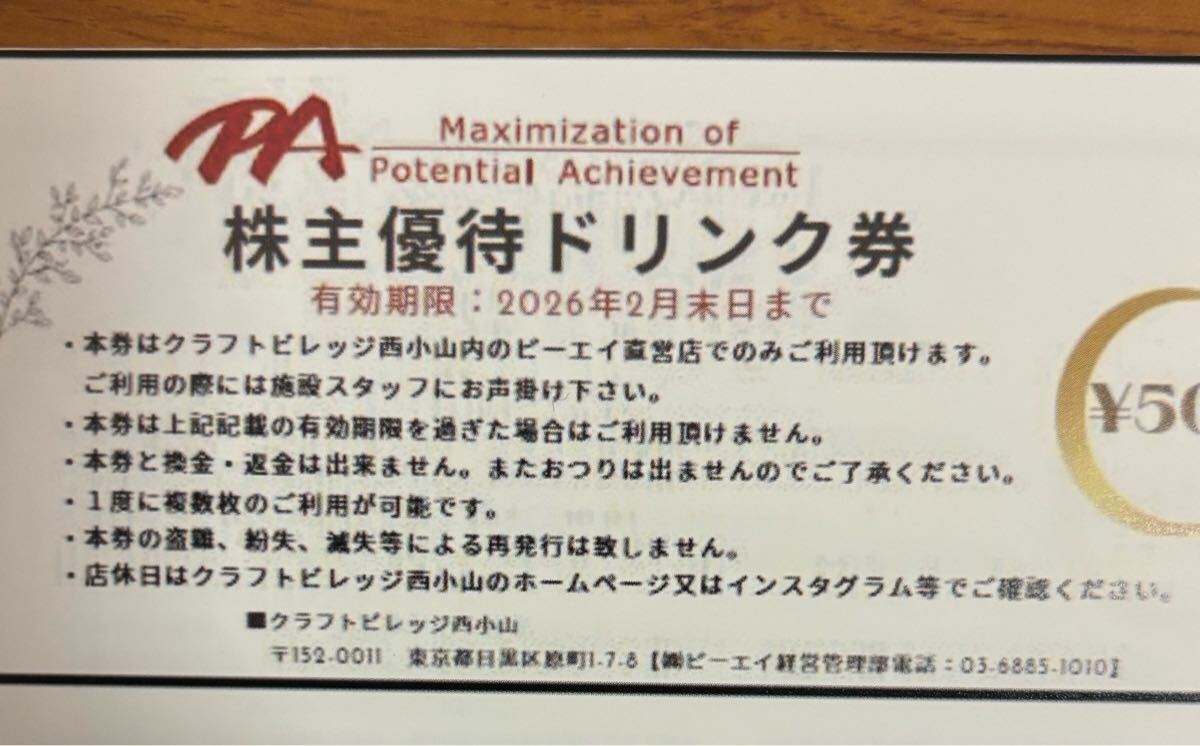 PA
Maximization of
Potential Achievement
株主優待ドリンク券
有効期限：2026年2月末日まで
・本券はクラフトビレッジ西小山内のピーエイ直営店でのみご利用頂けます。
ご利用の際には施設スタッフにお声掛け下さい。
・本券は上記記載の有効期限を過ぎた場合はご利用頂けません。
・本券と換金・返金は出来ません。またおつりは出ませんのでご了承ください。
・１度に複数枚のご利用が可能です。
・本券の盗難、紛失、滅失等による再発行は致しません。
・店休日はクラフトビレッジ西小山のホームページ又はインスタグラム等でご確認ください。
¥50
■クラフトビレッジ西小山
〒152-0011 東京都目黒区原町1-7-8【㈱ピーエイ経営管理部電話：03-6885-1010】